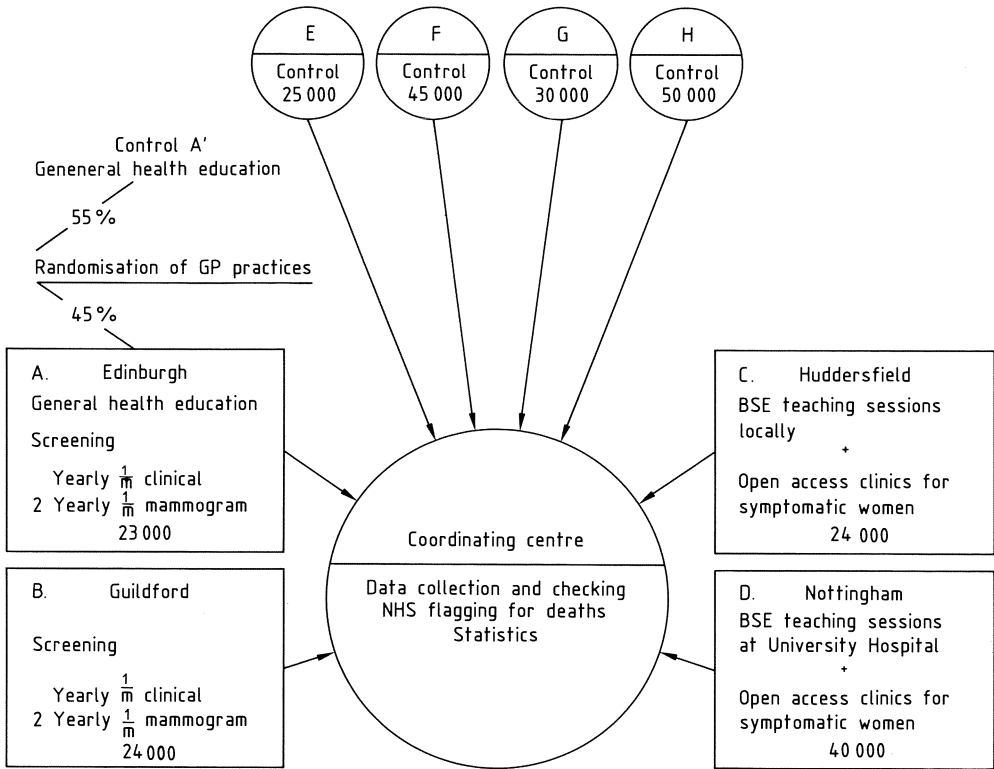 E
Control
25 000
F
Control
45 000
G
Control
30 000
H
Control
50 000
Control A'
Geneneral health education
55 %
Randomisation of GP practices
45 %
A. Edinburgh
General health education
Screening
Yearly 1/m clinical
2 Yearly 1/m mammogram
23 000
B. Guildford
Screening
Yearly 1/m clinical
2 Yearly 1/m mammogram
24 000
Coordinating centre
Data collection and checking
NHS flagging for deaths
Statistics
C. Huddersfield
BSE teaching sessions
locally
+
Open access clinics for
symptomatic women
24 000
D. Nottingham
BSE teaching sessions
at University Hospital
+
Open access clinics for
symptomatic women
40 000